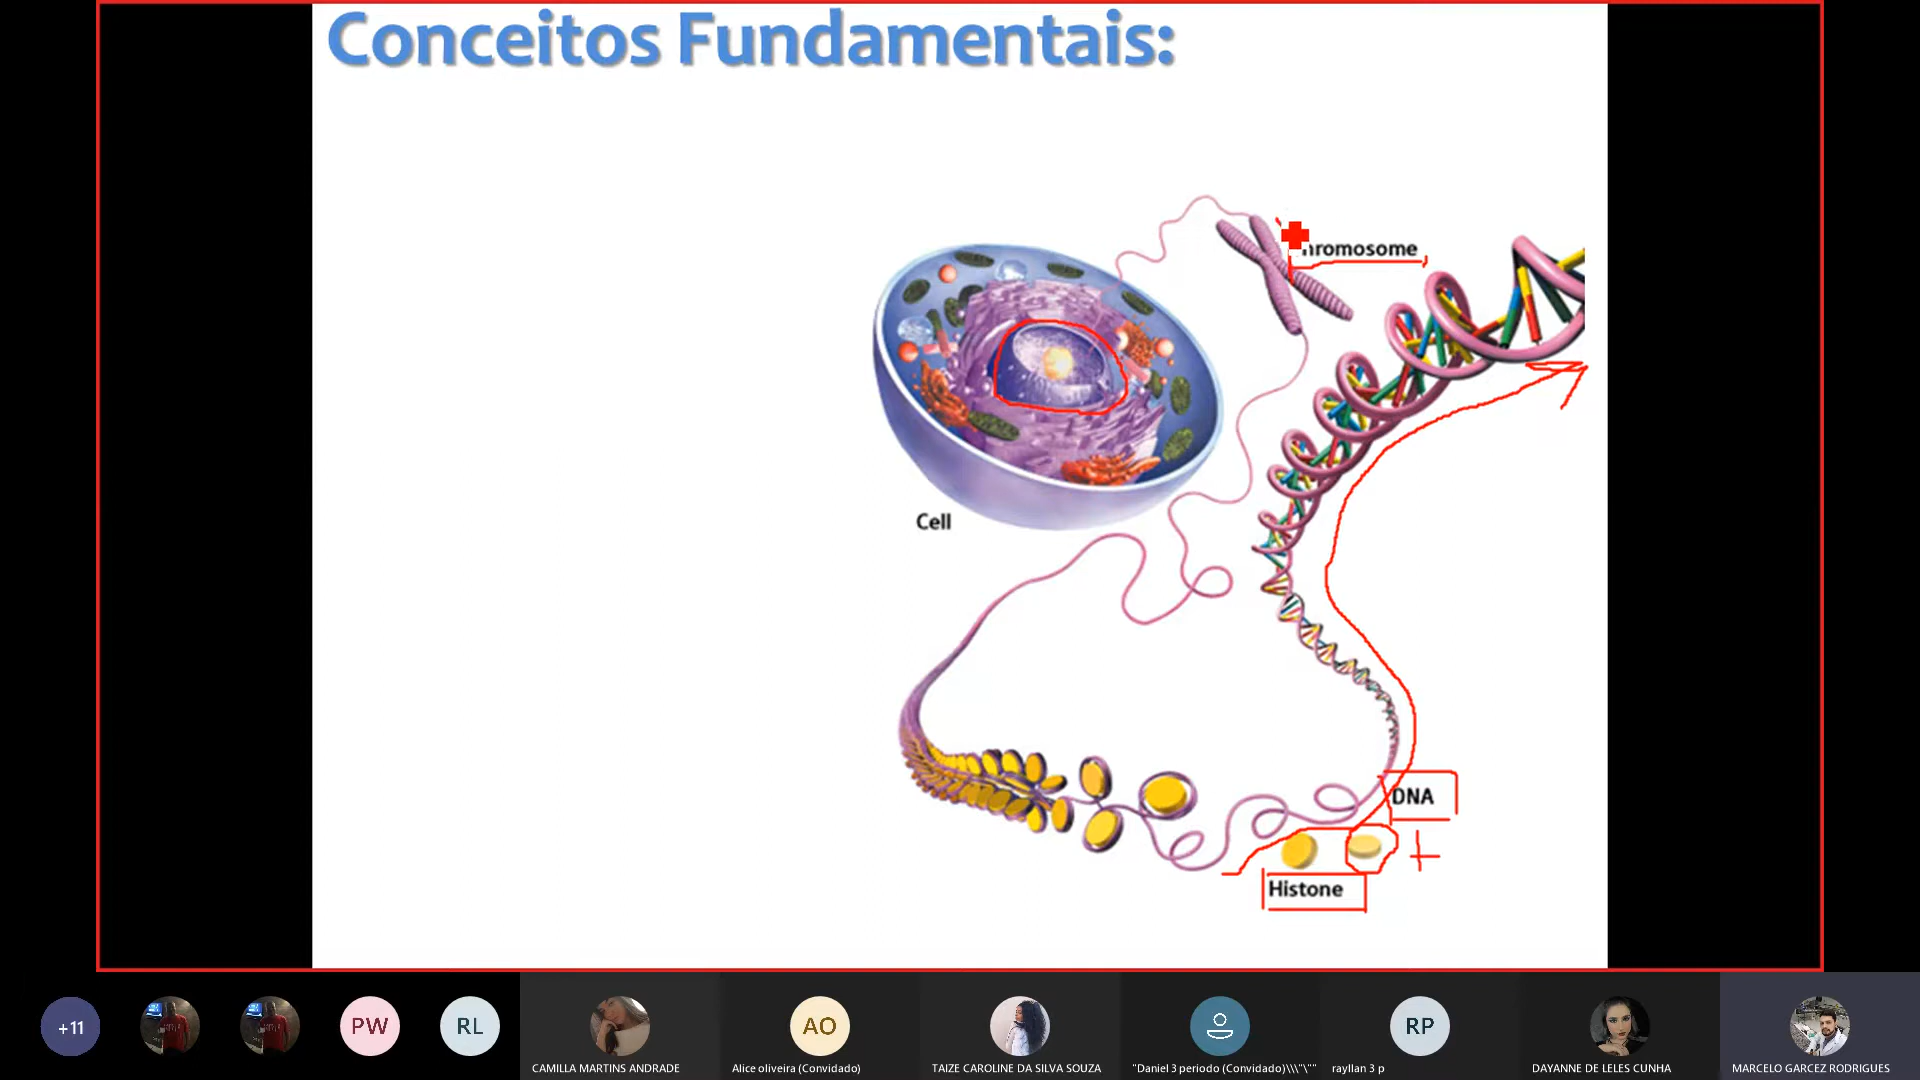 Conceitos Fundamentais:
hromosome
Cell
DNA
+
Histone
+11
PW
RL
AO
RP
CAMILLA MARTINS ANDRADE
Alice oliveira (Convidado)
TAIZE CAROLINE DA SILVA SOUZA
"Daniel 3 periodo (Convidado)\\\"\""
rayllan 3 p
DAYANNE DE LELES CUNHA
MARCELO GARCEZ RODRIGUES